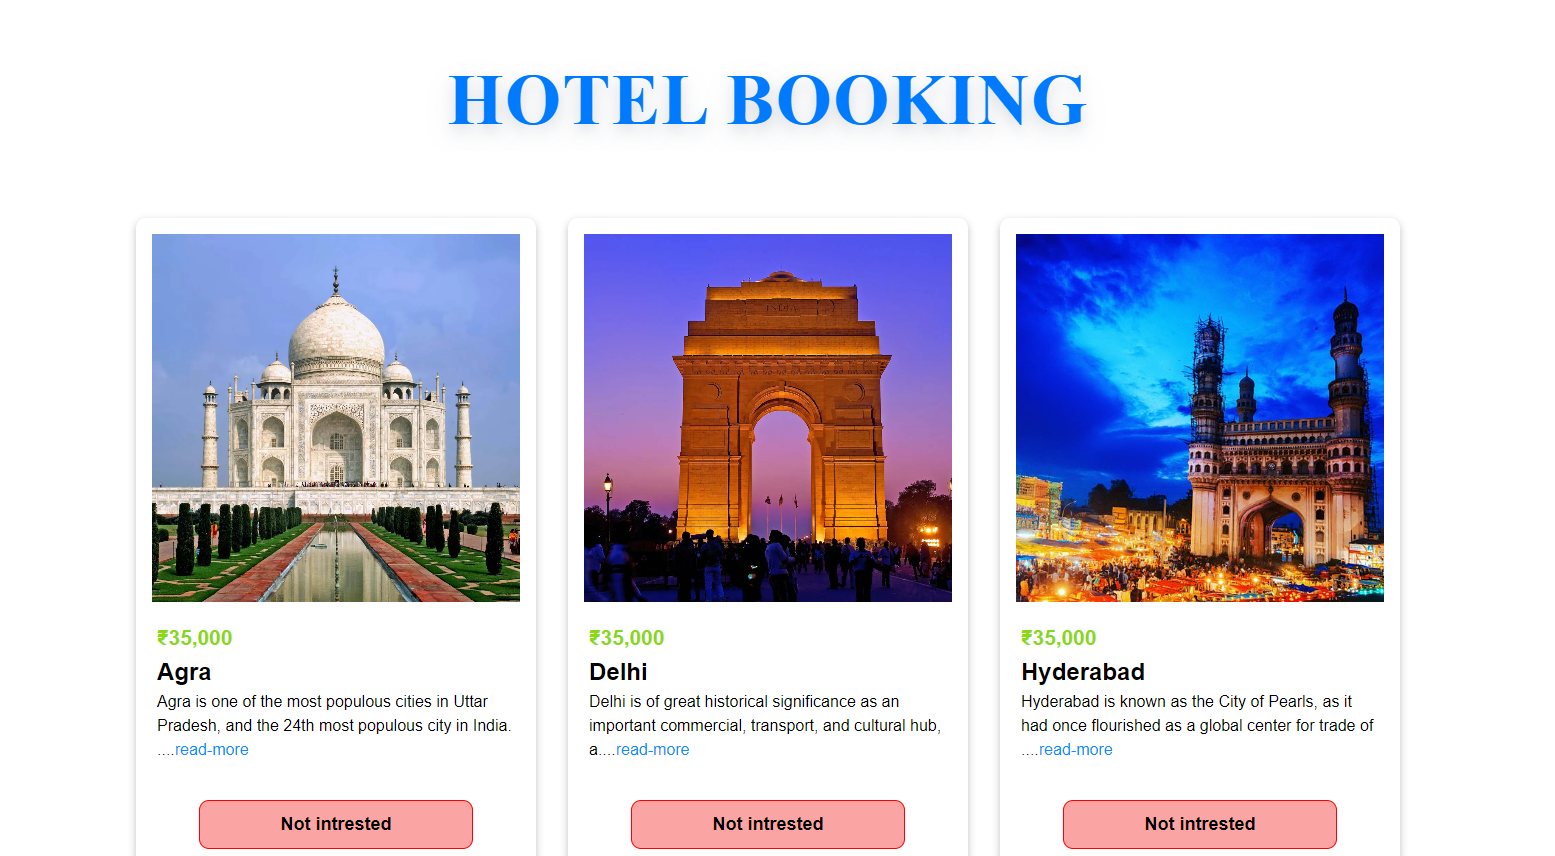 HOTEL BOOKING
₹35,000
Agra
Agra is one of the most populous cities in Uttar
Pradesh, and the 24th most populous city in India.
....read-more
Not intrested
₹35,000
Delhi
Delhi is of great historical significance as an
important commercial, transport, and cultural hub,
a....read-more
Not intrested
₹35,000
Hyderabad
Hyderabad is known as the City of Pearls, as it
had once flourished as a global center for trade of
....read-more
Not intrested